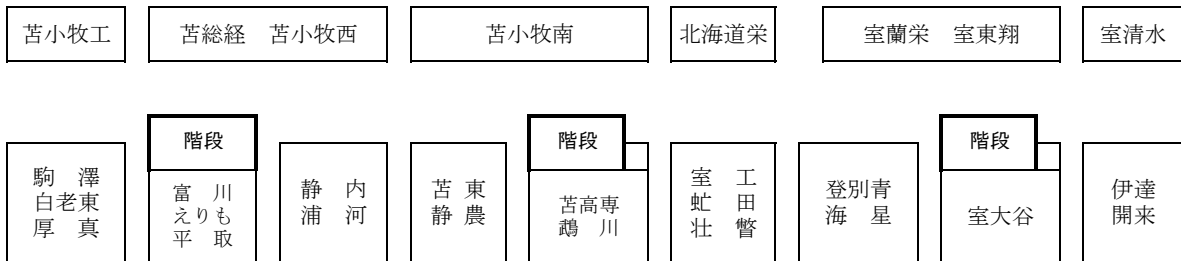 苫小牧工
苫総経 苫小牧西
苫小牧南
北海道栄
室蘭栄 室東翔
室清水
駒澤
白老東
厚真
階段
富川
えりも
平取
静内
浦河
苫東
静農
階段
苫高専
鵡川
室工
虻田
壮瞥
登別青
海星
階段
室大谷
伊達
開来